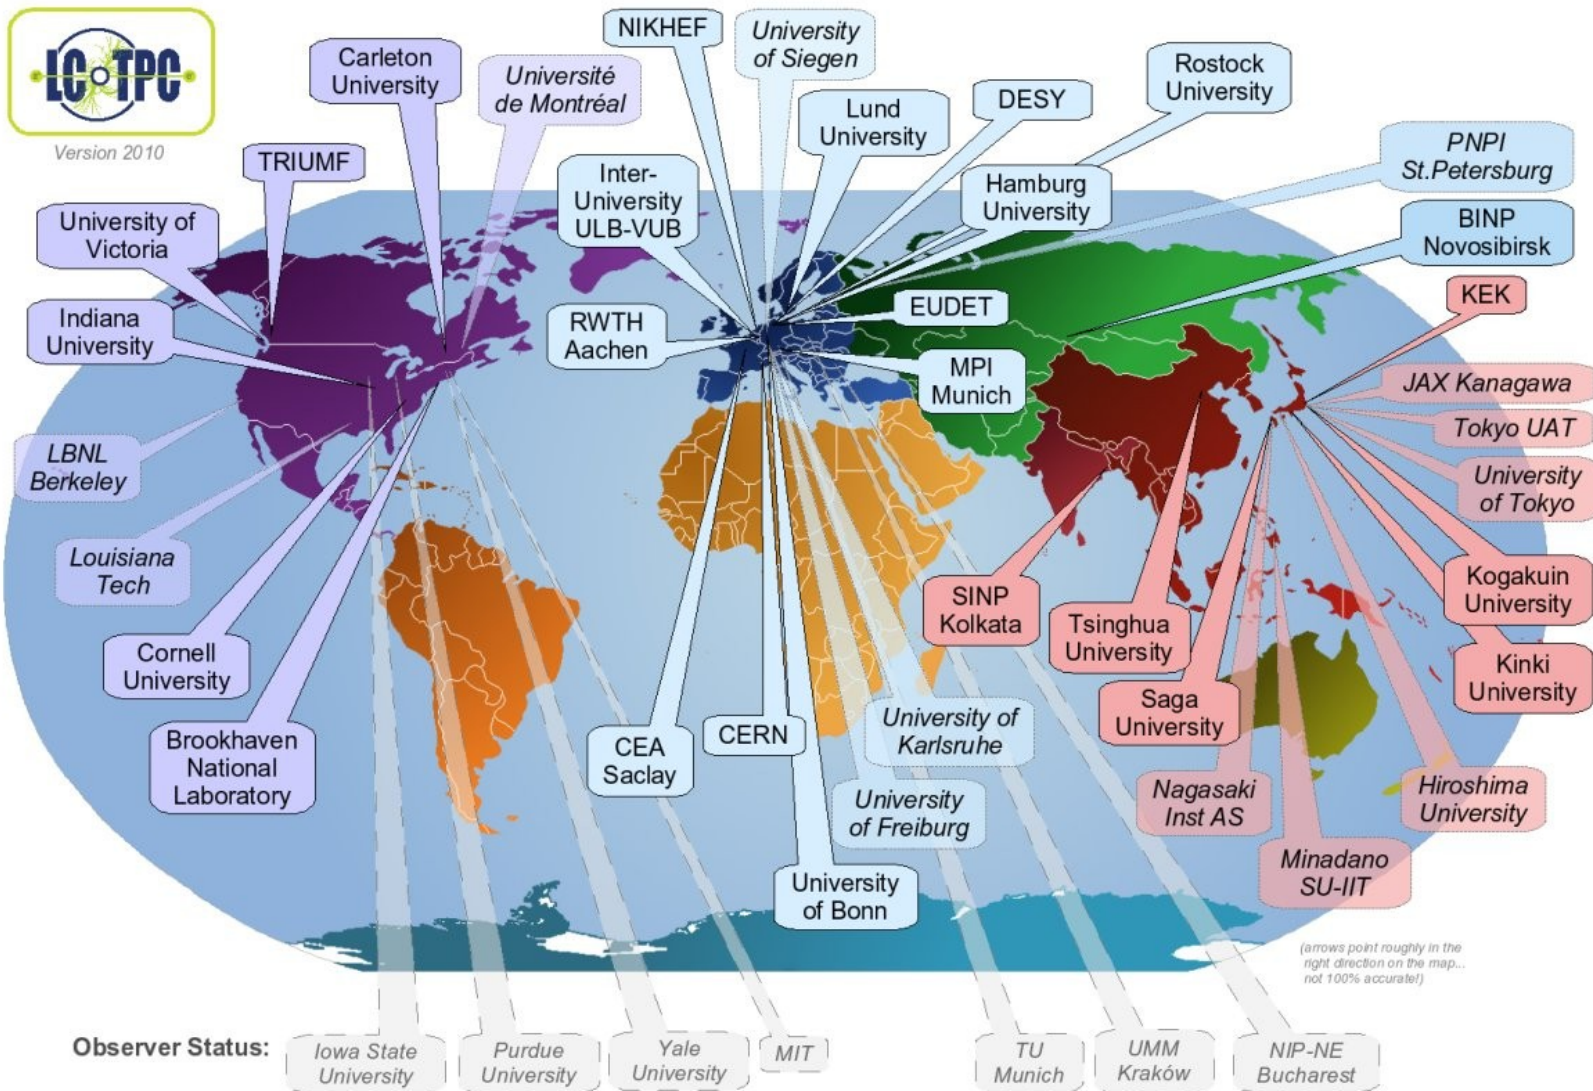 LC TPC
Version 2010
Carleton
University
Université
de Montréal
NIKHEF
University
of Siegen
Lund
University
DESY
Rostock
University
TRIUMF
Inter-
University
ULB-VUB
Hamburg
University
PNPI
St.Petersburg
University of
Victoria
BINP
Novosibirsk
Indiana
University
RWTH
Aachen
EUDET
MPI
Munich
KEK
JAX Kanagawa
Tokyo UAT
LBNL
Berkeley
University
of Tokyo
Louisiana
Tech
SINP
Kolkata
Tsinghua
University
Kogakuin
University
Cornell
University
Kinki
University
Saga
University
Brookhaven
National
Laboratory
CEA
Saclay
CERN
University of
Karlsruhe
University
of Freiburg
Nagasaki
Inst AS
Hiroshima
University
Minadano
SU-IIT
University
of Bonn
(arrows point roughly in the
right direction on the map...
not 100% accurate!)
Observer Status:
Iowa State
University
Purdue
University
Yale
University
MIT
TU
Munich
UMM
Kraków
NIP-NE
Bucharest